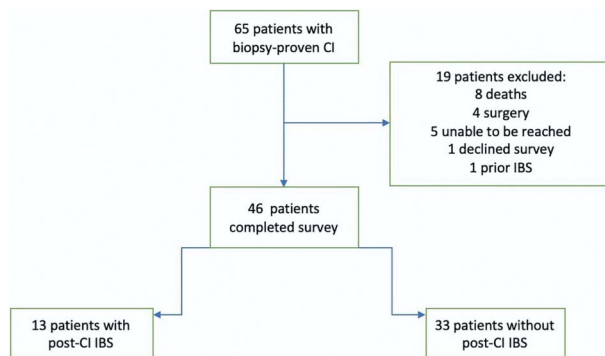 65 patients with
biopsy-proven CI
19 patients excluded:
8 deaths
4 surgery
5 unable to be reached
1 declined survey
1 prior IBS
46 patients
completed survey
13 patients with
post-CI IBS
33 patients without
post-CI IBS